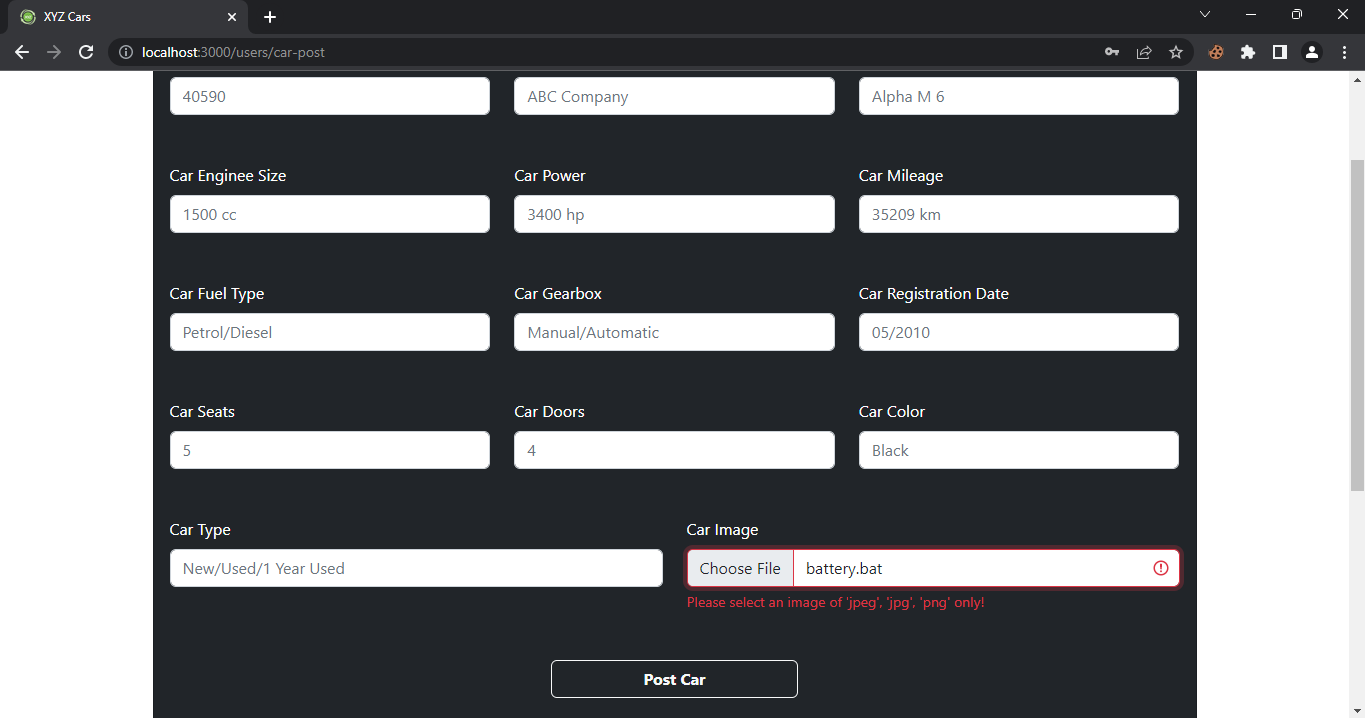 XYZ Cars
localhost:3000/users/car-post
40590 ABC Company Alpha M 6
Car Enginee Size Car Power Car Mileage
1500 cc 3400 hp 35209 km
Car Fuel Type Car Gearbox Car Registration Date
Petrol/Diesel Manual/Automatic 05/2010
Car Seats Car Doors Car Color
5 4 Black
Car Type Car Image
New/Used/1 Year Used Choose File battery.bat
Please select an image of 'jpeg', 'jpg', 'png' only!
Post Car